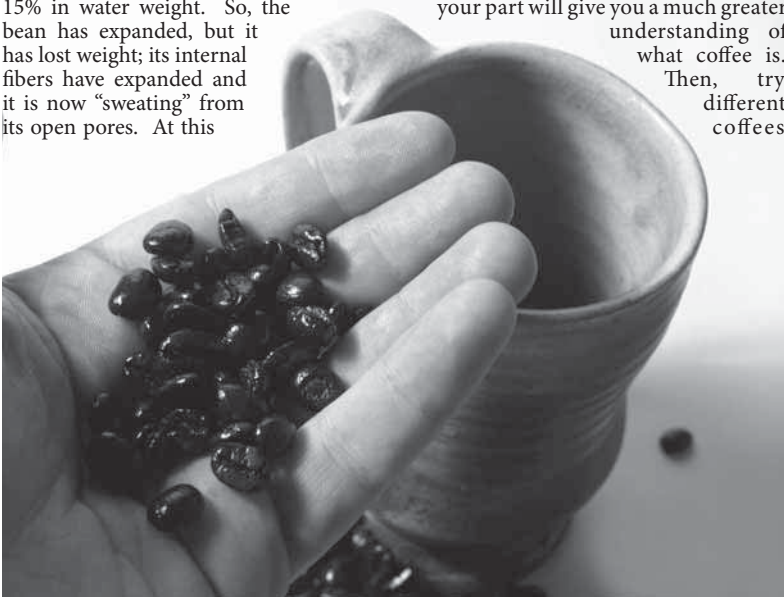 15% in water weight. So, the
bean has expanded, but it
has lost weight; its internal
fibers have expanded and
it is now “sweating” from
its open pores. At this
your part will give you a much greater
understanding of
what coffee is.
Then, try
different
coffees